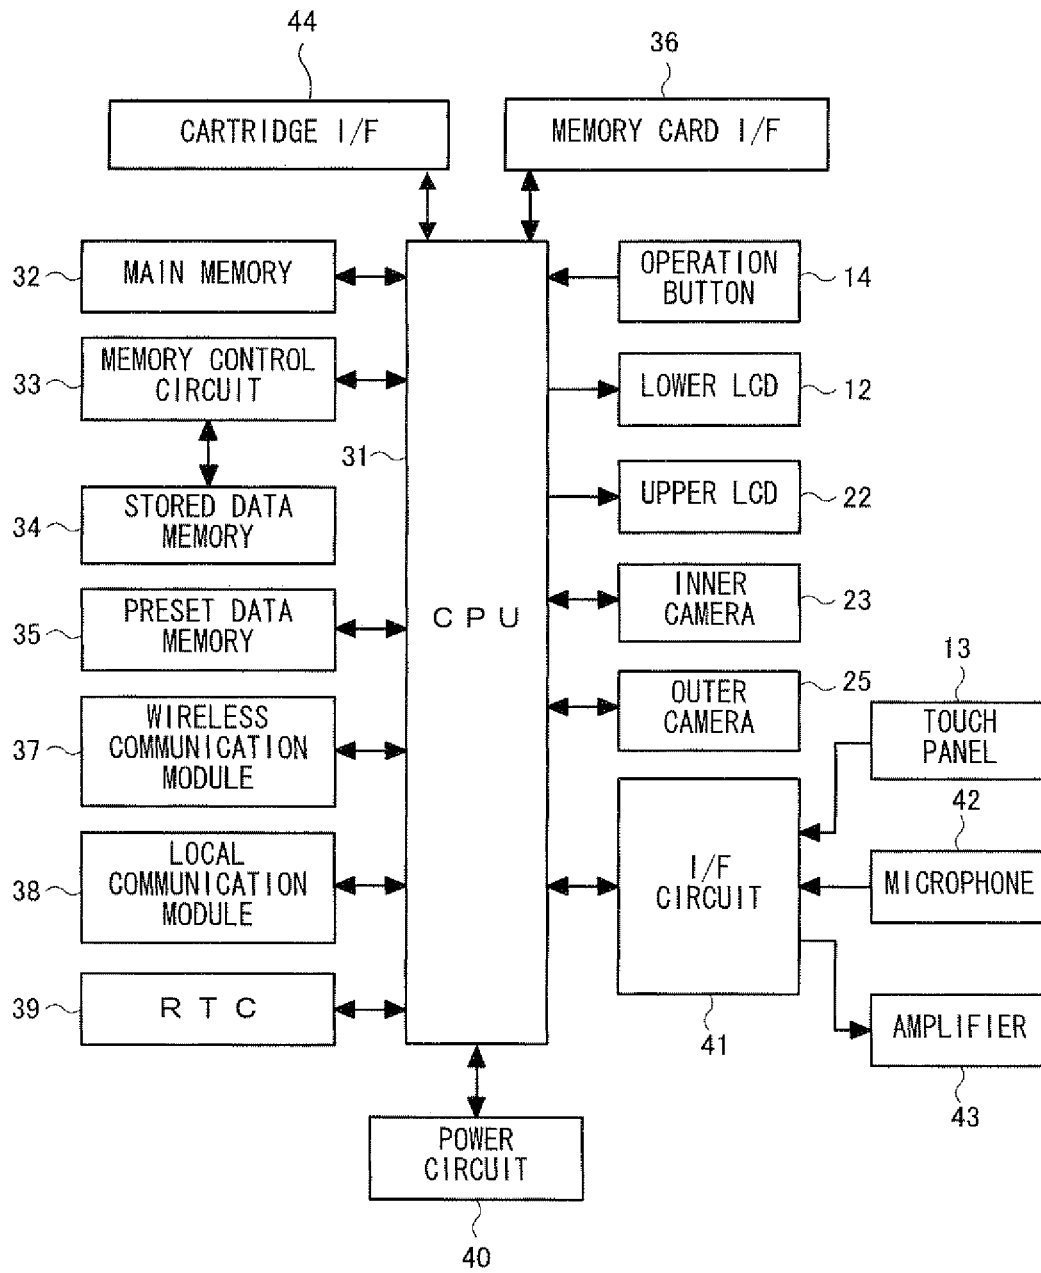 44
36
CARTRIDGE I/F
MEMORY CARD I/F
32
MAIN MEMORY
OPERATION
BUTTON
14
33
MEMORY CONTROL
CIRCUIT
LOWER LCD
12
31
34
STORED DATA
MEMORY
UPPER LCD
22
35
PRESET DATA
MEMORY
CPU
INNER
CAMERA
23
37
WIRELESS
COMMUNICATION
MODULE
OUTER
CAMERA
25
13
TOUCH
PANEL
38
LOCAL
COMMUNICATION
MODULE
I/F
CIRCUIT
42
MICROPHONE
39
RTC
41
AMPLIFIER
43
POWER
CIRCUIT
40